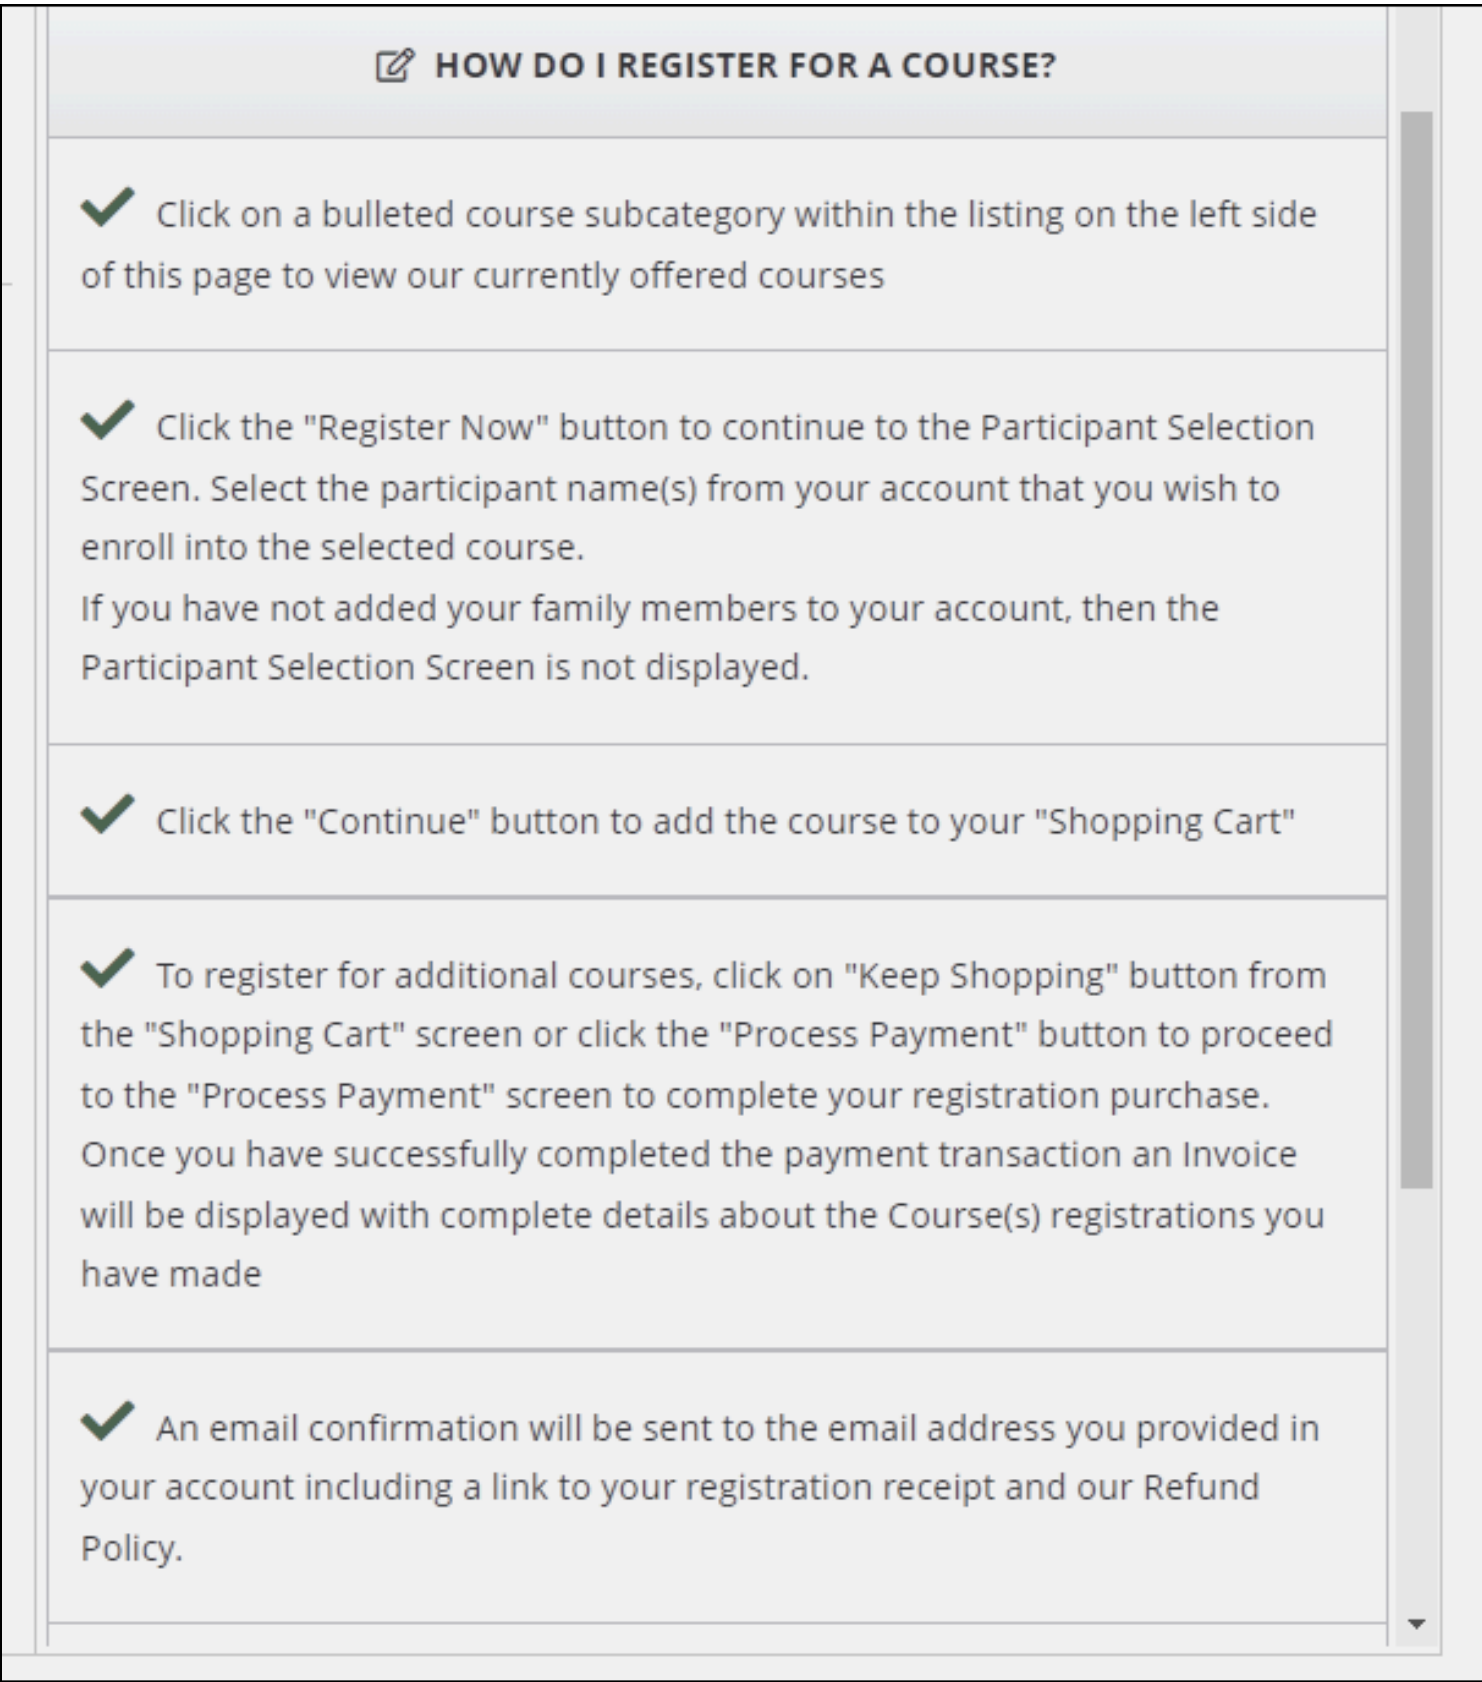 HOW DO I REGISTER FOR A COURSE?
Click on a bulleted course subcategory within the listing on the left side
of this page to view our currently offered courses
Click the "Register Now" button to continue to the Participant Selection
Screen. Select the participant name(s) from your account that you wish to
enroll into the selected course.
If you have not added your family members to your account, then the
Participant Selection Screen is not displayed.
Click the "Continue" button to add the course to your "Shopping Cart"
To register for additional courses, click on "Keep Shopping" button from
the "Shopping Cart" screen or click the "Process Payment" button to proceed
to the "Process Payment" screen to complete your registration purchase.
Once you have successfully completed the payment transaction an Invoice
will be displayed with complete details about the Course(s) registrations you
have made
An email confirmation will be sent to the email address you provided in
your account including a link to your registration receipt and our Refund
Policy.